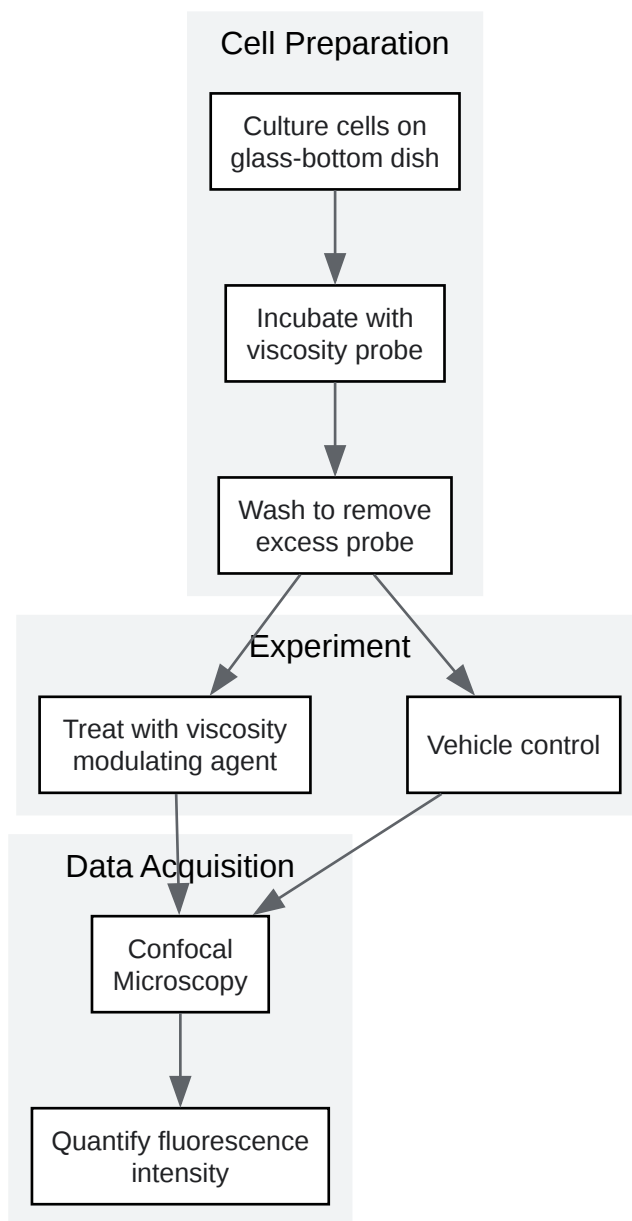 Cell Preparation
Culture cells on
glass-bottom dish
Incubate with
viscosity probe
Wash to remove
excess probe
Experiment
Treat with viscosity
modulating agent
Vehicle control
Data Acquisition
Confocal
Microscopy
Quantify fluorescence
intensity